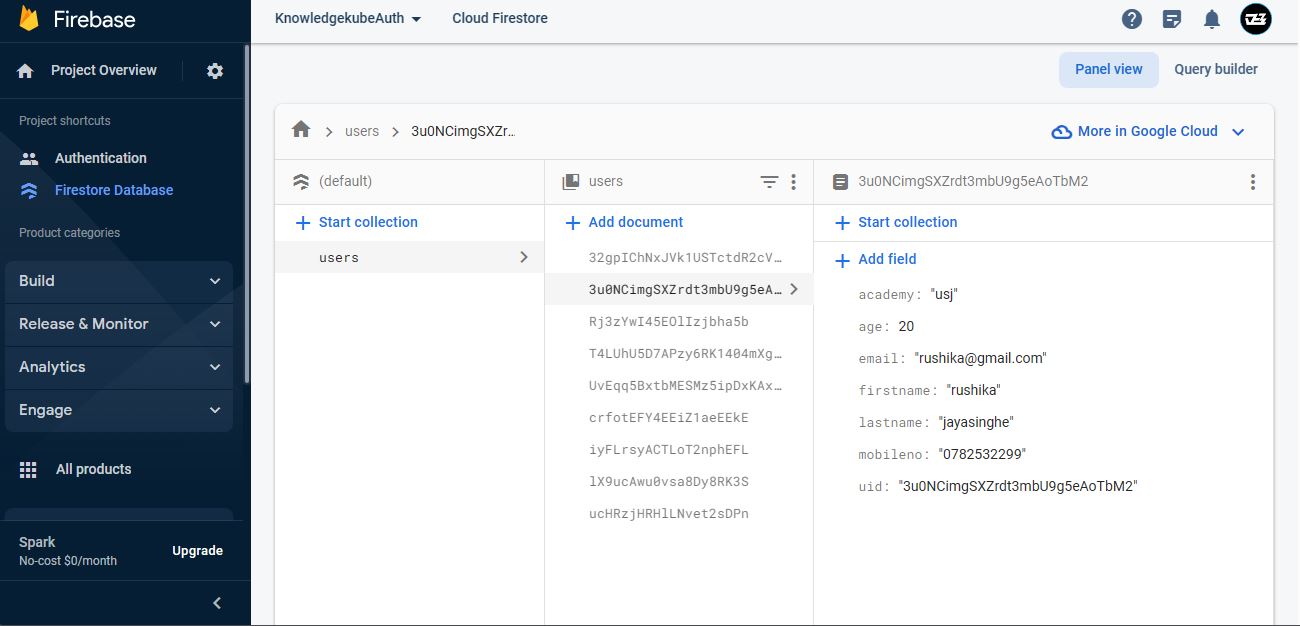 Firebase
KnowledgekubeAuth
Cloud Firestore
Project Overview
Project shortcuts
Authentication
Firestore Database
Product categories
Build
Release & Monitor
Analytics
Engage
All products
Spark
No-cost $0/month
Upgrade
Panel view
Query builder
users
3u0NCimgSXZr...
More in Google Cloud
(default)
Start collection
users
users
Add document
32gpIChNxJVk1USTctdR2cV…
3u0NCimgSXZrdt3mbU9g5eA…
Rj3zYwI45EOlIzjbha5b
T4LUhU5D7APzy6RK1404mXg…
UvEqq5BxtbMESMz5ipDxKAx…
crfotEFY4EEiZ1aeEEkE
iyFLrsyACTLoT2nphEFL
lX9ucAwu0vsa8Dy8RK3S
ucHRzjHRHlLNvet2sDPn
3u0NCimgSXZrdt3mbU9g5eAoTbM2
Start collection
Add field
academy: "usj"
age: 20
email: "rushika@gmail.com"
firstname: "rushika"
lastname: "jayasinghe"
mobileno: "0782532299"
uid: "3u0NCimgSXZrdt3mbU9g5eAoTbM2"